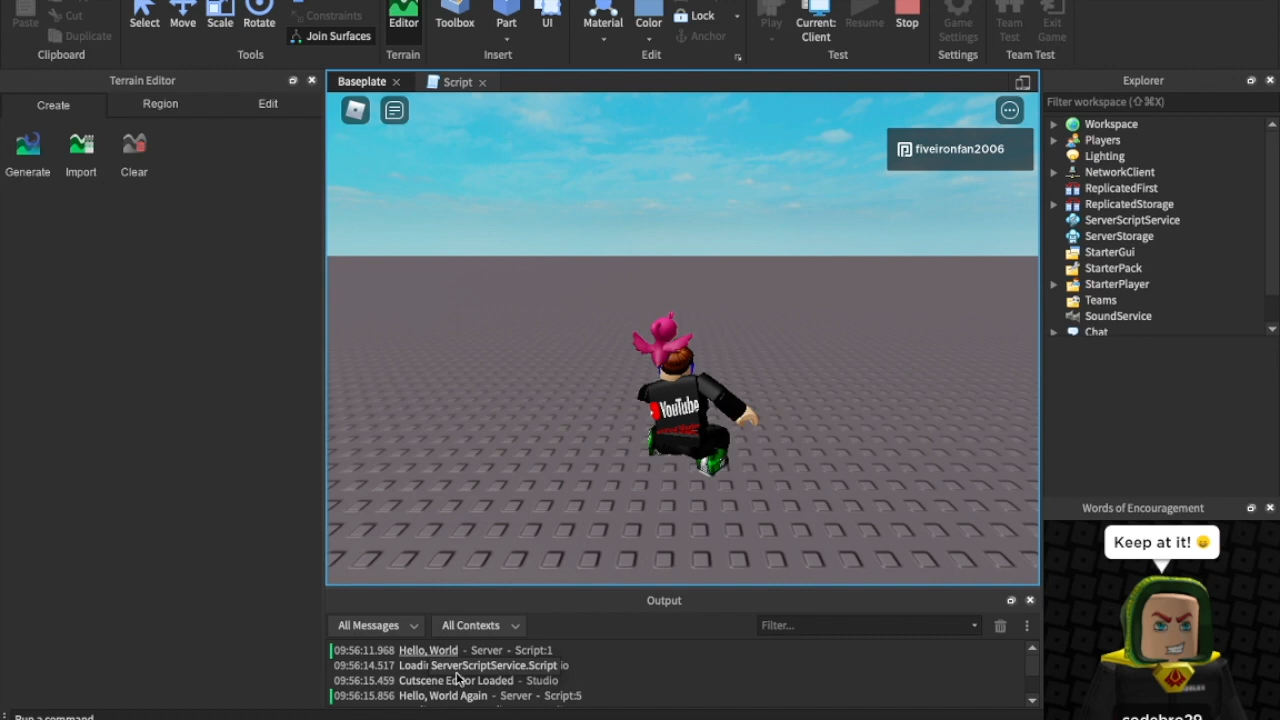 Paste
Cut
Duplicate
Clipboard
Select
Move
Scale
Rotate
Constraints
Join Surfaces
Tools
Editor
Terrain
Toolbox
Part
UI
Insert
Material
Color
Lock
Anchor
Edit
Play
Current:
Client
Resume
Stop
Test
Game
Settings
Settings
Team
Test
Exit
Game
Team Test
Terrain Editor
Create
Region
Edit
Generate
Import
Clear
Baseplate
Script
fiveironfan2006
YouTube
Explorer
Filter workspace (⇧⌘X)
Workspace
Players
Lighting
NetworkClient
ReplicatedFirst
ReplicatedStorage
ServerScriptService
ServerStorage
StarterGui
StarterPack
StarterPlayer
Teams
SoundService
Chat
Words of Encouragement
Keep at it! 😀
codebro29
Output
All Messages
All Contexts
Filter...
09:56:11.968 Hello, World - Server - Script:1
09:56:14.517 Loadin ServerScriptService.Script io
09:56:15.459 Cutscene Editor Loaded - Studio
09:56:15.856 Hello, World Again - Server - Script:5
Run a command